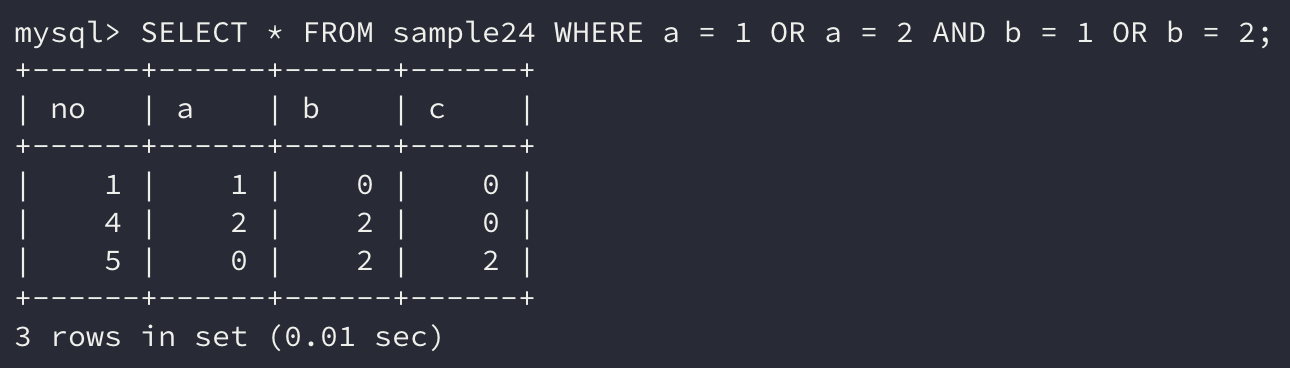 mysql> SELECT * FROM sample24 WHERE a = 1 OR a = 2 AND b = 1 OR b = 2;
+------+------+------+------+
| no   | a    | b    | c    |
+------+------+------+------+
|    1 |    1 |    0 |    0 |
|    4 |    2 |    2 |    0 |
|    5 |    0 |    2 |    2 |
+------+------+------+------+
3 rows in set (0.01 sec)